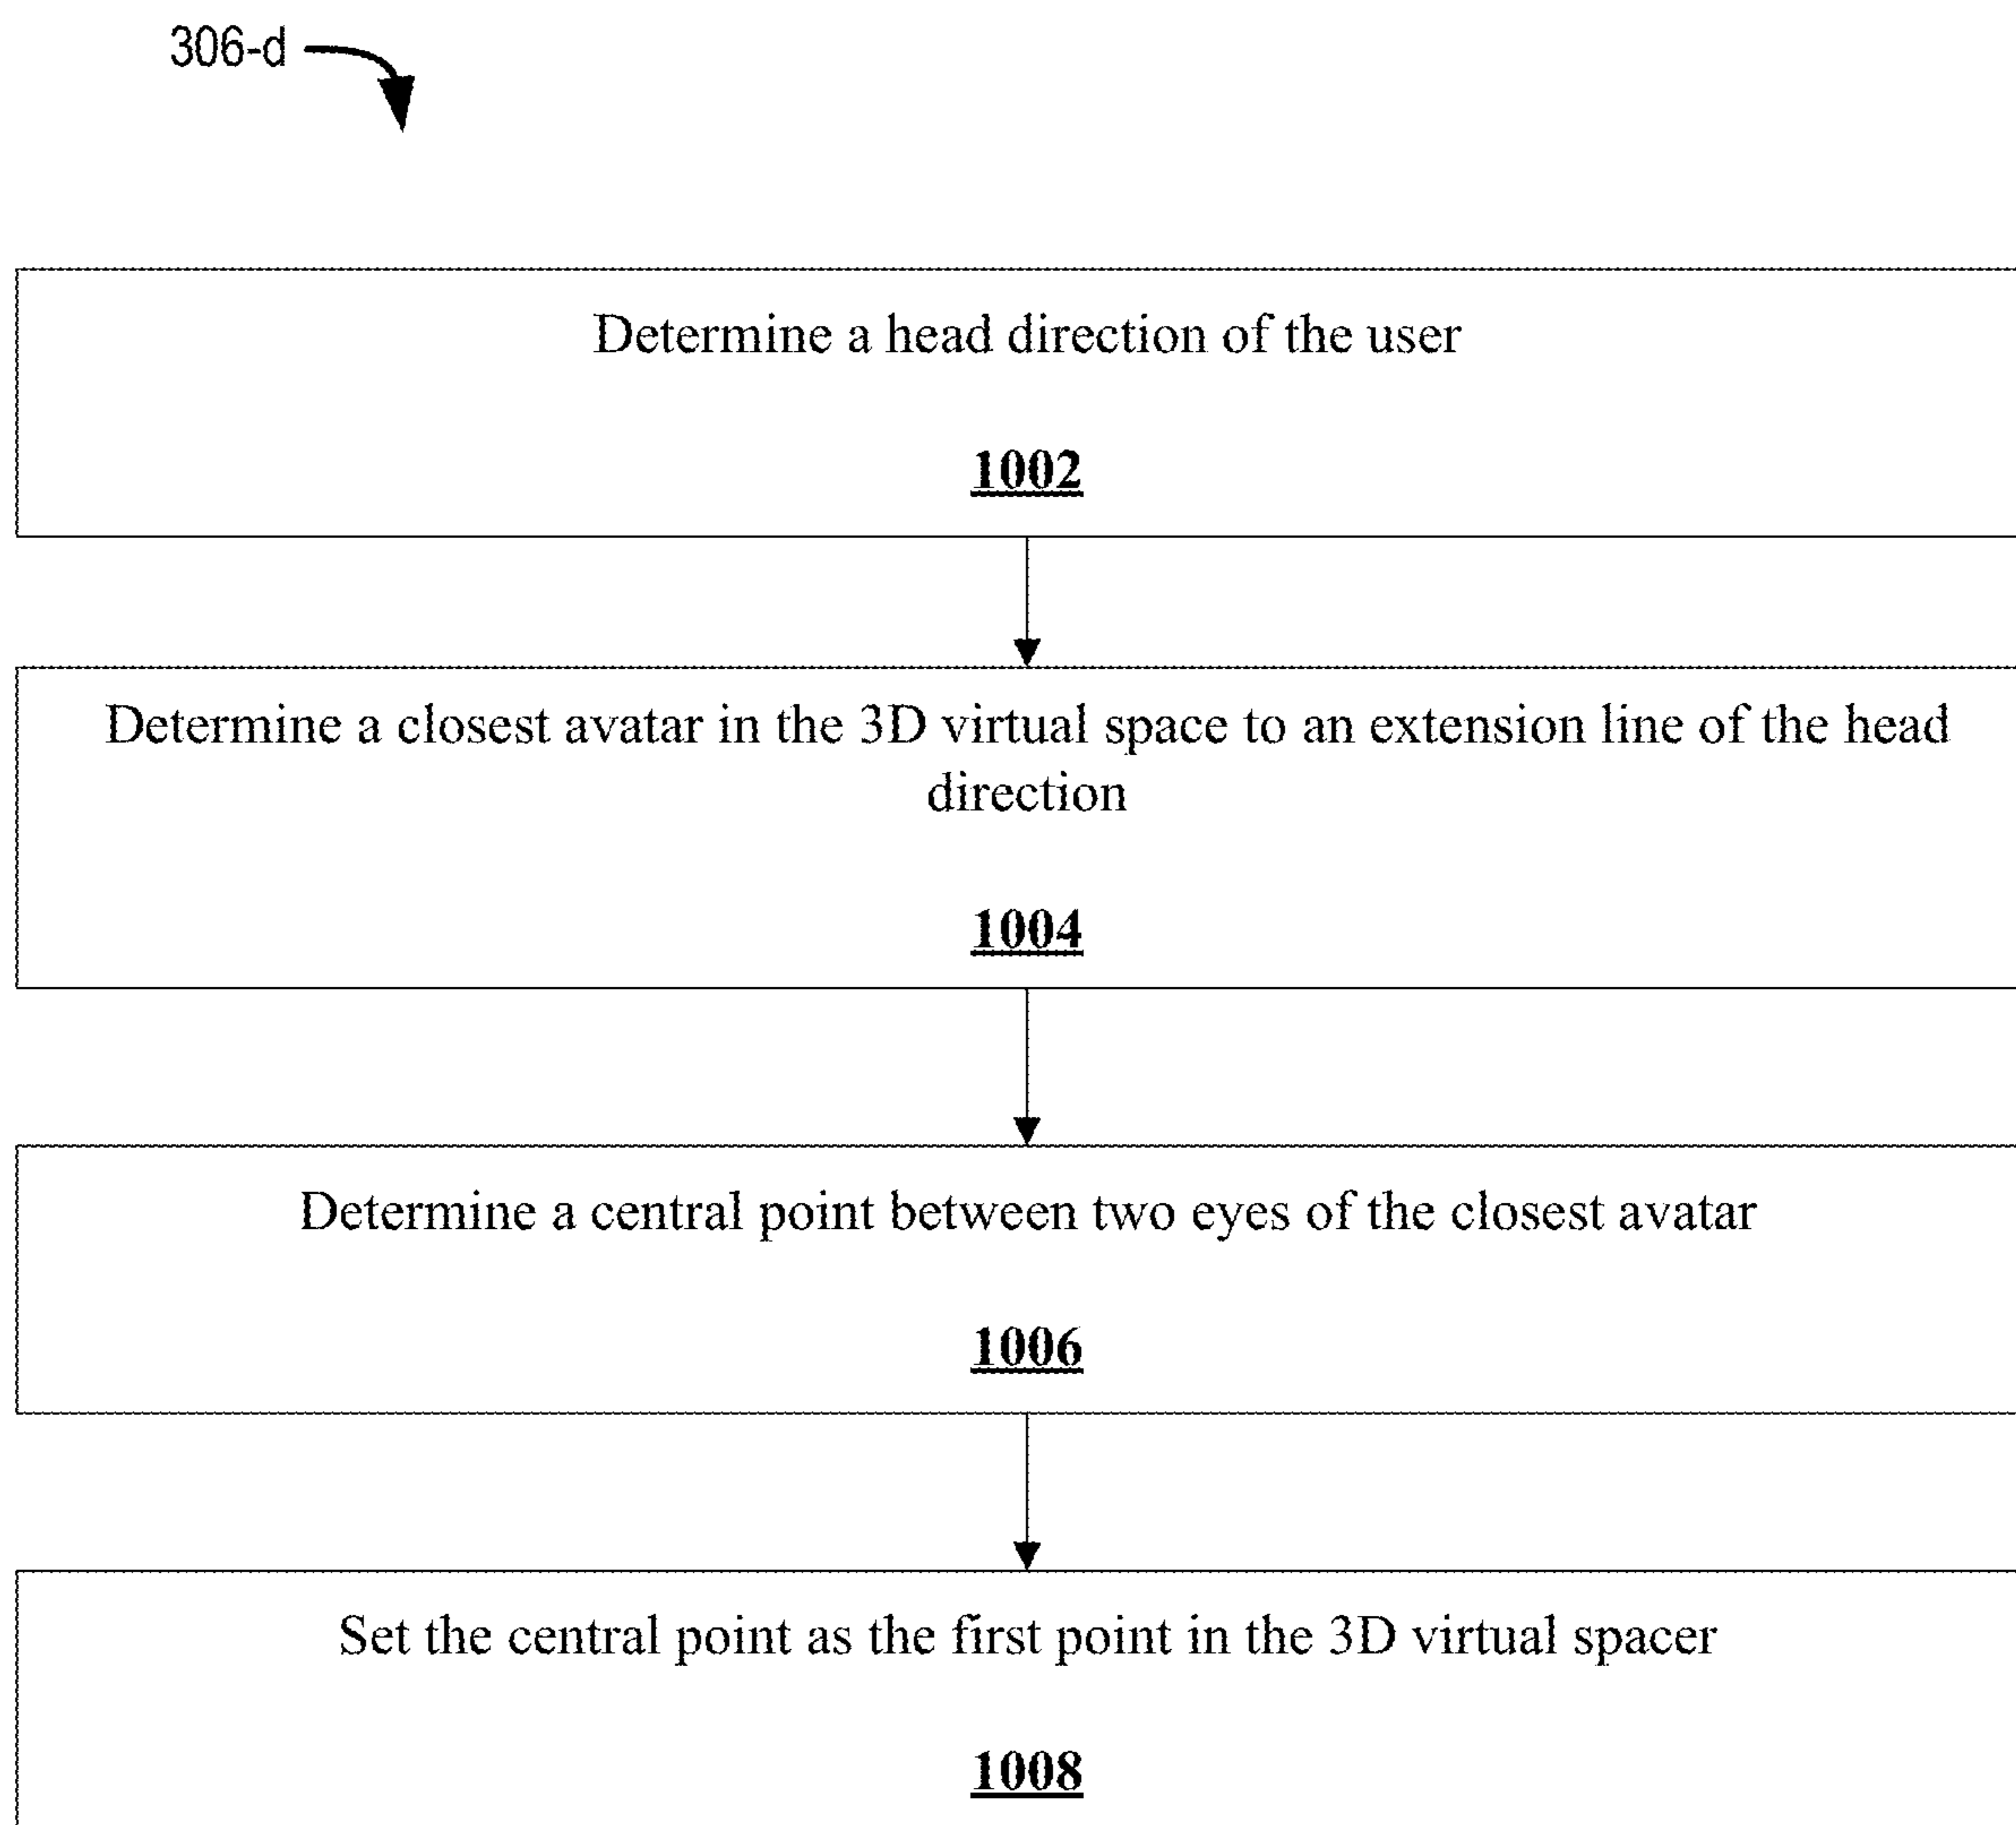 306-d
Determine a head direction of the user
1002
Determine a closest avatar in the 3D virtual space to an extension line of the head
direction
1004
Determine a central point between two eyes of the closest avatar
1006
Set the central point as the first point in the 3D virtual spacer
1008